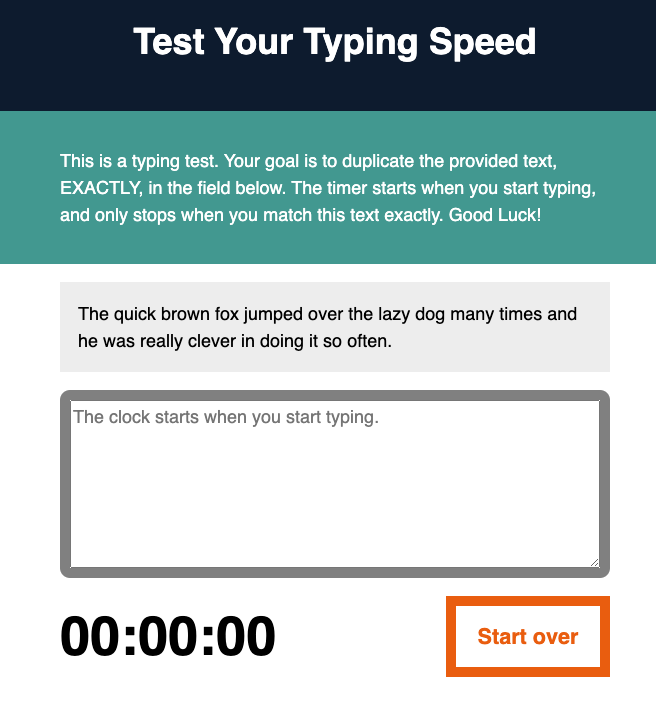 Test Your Typing Speed
This is a typing test. Your goal is to duplicate the provided text,
EXACTLY, in the field below. The timer starts when you start typing,
and only stops when you match this text exactly. Good Luck!
The quick brown fox jumped over the lazy dog many times and
he was really clever in doing it so often.
The clock starts when you start typing.
00:00:00
Start over